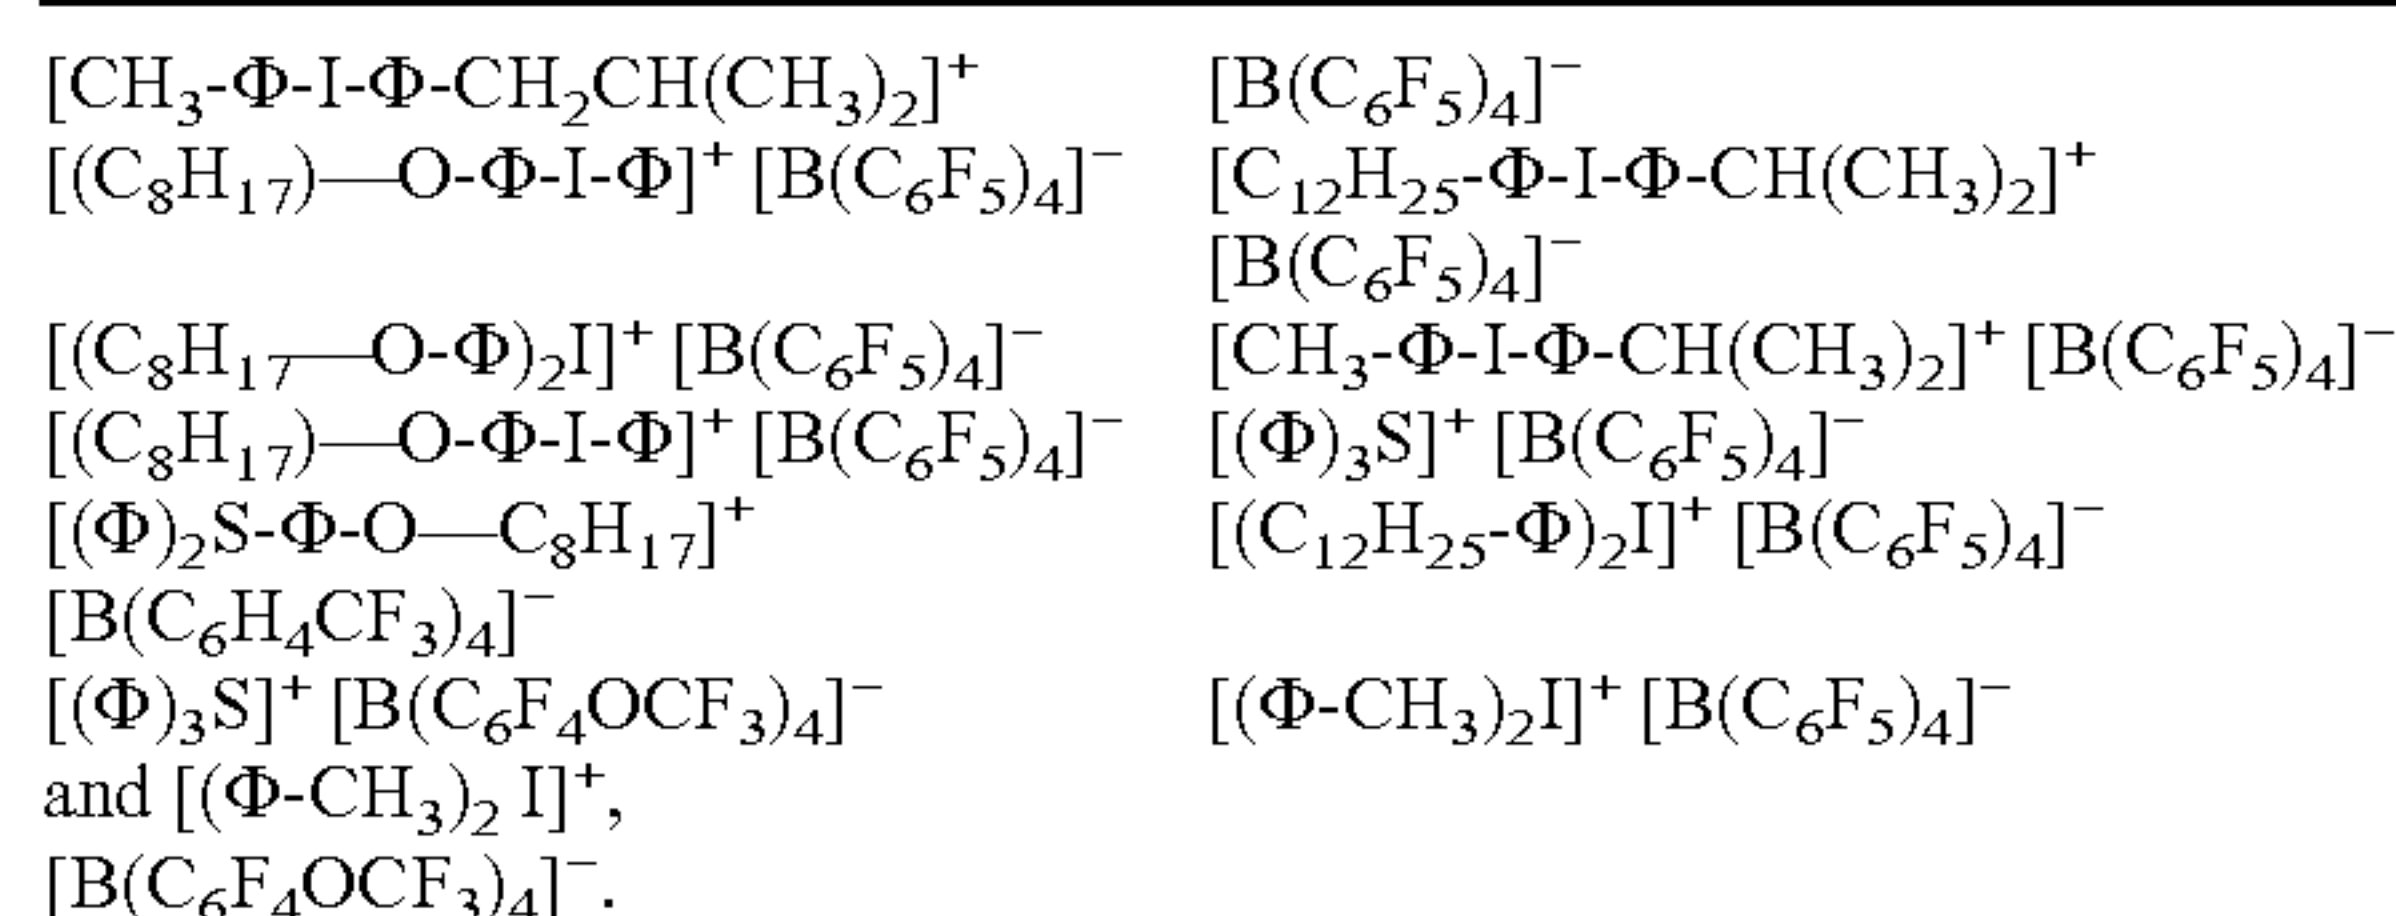 [CH₃-Φ-I-Φ-CH₂CH(CH₃)₂]⁺ [B(C₆F₅)₄]⁻
[(C₈H₁₇)—O-Φ-I-Φ]⁺ [B(C₆F₅)₄]⁻ [C₁₂H₂₅-Φ-I-Φ-CH(CH₃)₂]⁺
[B(C₆F₅)₄]⁻
[(C₈H₁₇—O-Φ)₂I]⁺ [B(C₆F₅)₄]⁻ [CH₃-Φ-I-Φ-CH(CH₃)₂]⁺ [B(C₆F₅)₄]⁻
[(C₈H₁₇)—O-Φ-I-Φ]⁺ [B(C₆F₅)₄]⁻ [(Φ)₃S]⁺ [B(C₆F₅)₄]⁻
[(Φ)₂S-Φ-O—C₈H₁₇]⁺ [(C₁₂H₂₅-Φ)₂I]⁺ [B(C₆F₅)₄]⁻
[B(C₆H₄CF₃)₄]⁻
[(Φ)₃S]⁺ [B(C₆F₄OCF₃)₄]⁻ [(Φ-CH₃)₂I]⁺ [B(C₆F₅)₄]⁻
and [(Φ-CH₃)₂ I]⁺,
[B(C₆F₄OCF₃)₄]⁻.